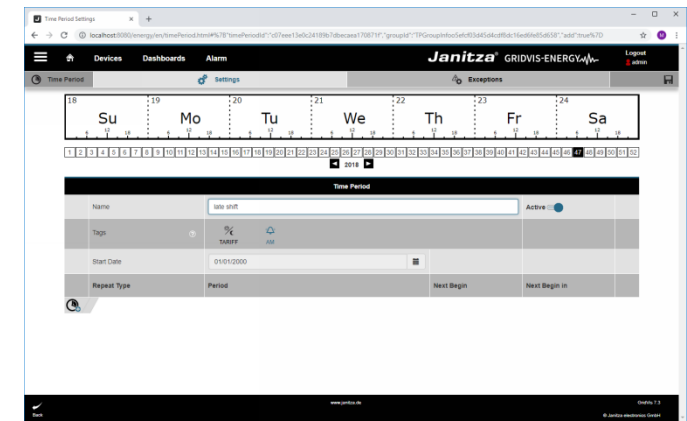 Time Period Settings
localhost:8080/energy/en/timePeriod.html#%7B"timePeriodId":"c07eee13e0c24189b7dbecaea170871f","groupId":"TPGroupInfoo5efcf03d45d4cdf8dc16ed6fe85d658","add":true%7D
Devices Dashboards Alarm Janitza® GRIDVIS-ENERGY Logout
admin
Time Period Settings Exceptions
18 19 20 21 22 23 24
Su Mo Tu We Th Fr Sa
6 12 18 6 12 18 6 12 18 6 12 18 6 12 18 6 12 18 6 12 18
1 2 3 4 5 6 7 8 9 10 11 12 13 14 15 16 17 18 19 20 21 22 23 24 25 26 27 28 29 30 31 32 33 34 35 36 37 38 39 40 41 42 43 44 45 46 47 48 49 50 51 52
2018
Time Period
Name late shift Active
Tags TARIFF AM
Start Date 01/01/2000
Repeat Type Period Next Begin Next Begin in
www.janitza.de GridVis 7.3
Back © Janitza electronics GmbH